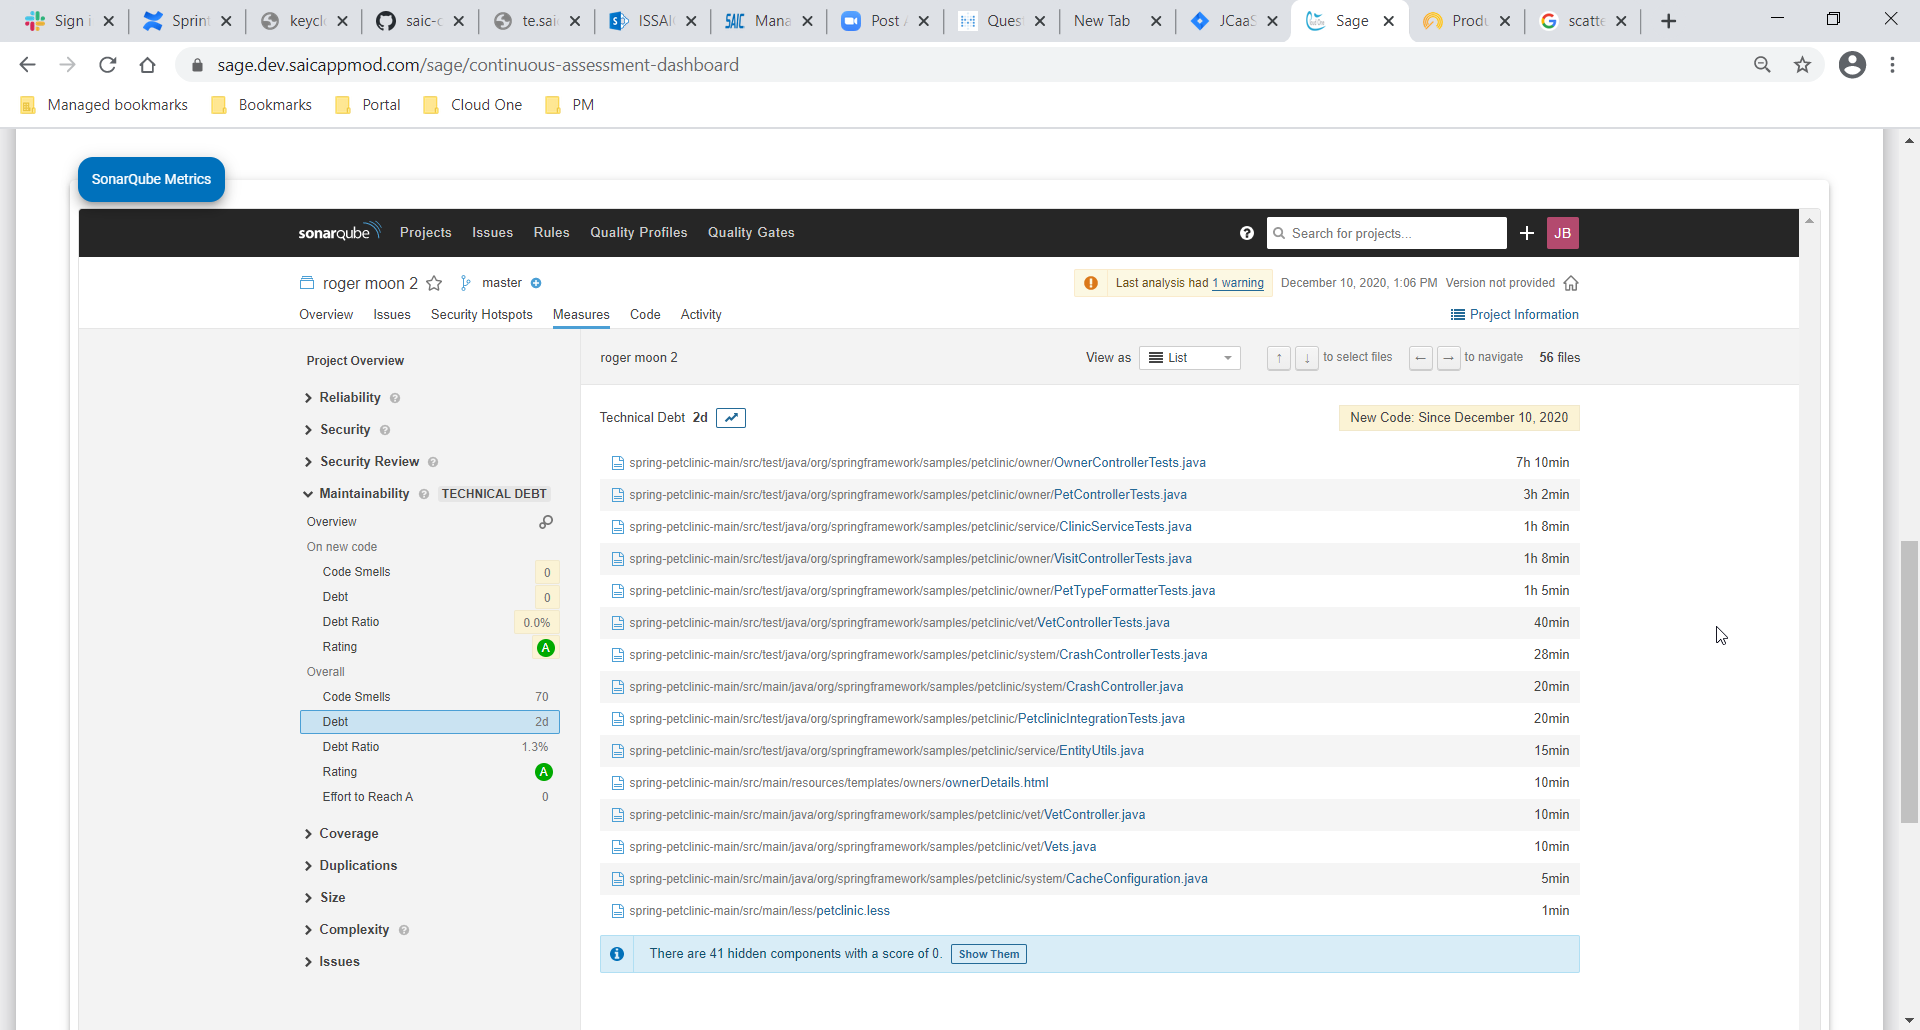 Sign i
Sprint
keycl
saic-c
te.sai
ISSAI
SAIC Mana
Post
Ques
New Tab
JCaaS
Sage
Produ
scatte
sage.dev.saicappmod.com/sage/continuous-assessment-dashboard
Managed bookmarks Bookmarks Portal Cloud One PM
SonarQube Metrics
sonarqube Projects Issues Rules Quality Profiles Quality Gates ? Search for projects... + JB
roger moon 2 master Last analysis had 1 warning December 10, 2020, 1:06 PM Version not provided
Overview Issues Security Hotspots Measures Code Activity Project Information
roger moon 2 View as List ↑ ↓ to select files ← → to navigate 56 files
Project Overview
Reliability ?
Security ?
Security Review ?
Maintainability ? TECHNICAL DEBT
Overview
On new code
Code Smells 0
Debt 0
Debt Ratio 0.0%
Rating A
Overall
Code Smells 70
Debt 2d
Debt Ratio 1.3%
Rating A
Effort to Reach A 0
Coverage
Duplications
Size
Complexity ?
Issues
Technical Debt 2d New Code: Since December 10, 2020
spring-petclinic-main/src/test/java/org/springframework/samples/petclinic/owner/OwnerControllerTests.java 7h 10min
spring-petclinic-main/src/test/java/org/springframework/samples/petclinic/owner/PetControllerTests.java 3h 2min
spring-petclinic-main/src/test/java/org/springframework/samples/petclinic/service/ClinicServiceTests.java 1h 8min
spring-petclinic-main/src/test/java/org/springframework/samples/petclinic/owner/VisitControllerTests.java 1h 8min
spring-petclinic-main/src/test/java/org/springframework/samples/petclinic/owner/PetTypeFormatterTests.java 1h 5min
spring-petclinic-main/src/test/java/org/springframework/samples/petclinic/vet/VetControllerTests.java 40min
spring-petclinic-main/src/test/java/org/springframework/samples/petclinic/system/CrashControllerTests.java 28min
spring-petclinic-main/src/main/java/org/springframework/samples/petclinic/system/CrashController.java 20min
spring-petclinic-main/src/test/java/org/springframework/samples/petclinic/PetclinicIntegrationTests.java 20min
spring-petclinic-main/src/test/java/org/springframework/samples/petclinic/service/EntityUtils.java 15min
spring-petclinic-main/src/main/resources/templates/owners/ownerDetails.html 10min
spring-petclinic-main/src/main/java/org/springframework/samples/petclinic/vet/VetController.java 10min
spring-petclinic-main/src/main/java/org/springframework/samples/petclinic/vet/Vets.java 10min
spring-petclinic-main/src/main/java/org/springframework/samples/petclinic/system/CacheConfiguration.java 5min
spring-petclinic-main/src/main/less/petclinic.less 1min
There are 41 hidden components with a score of 0. Show Them